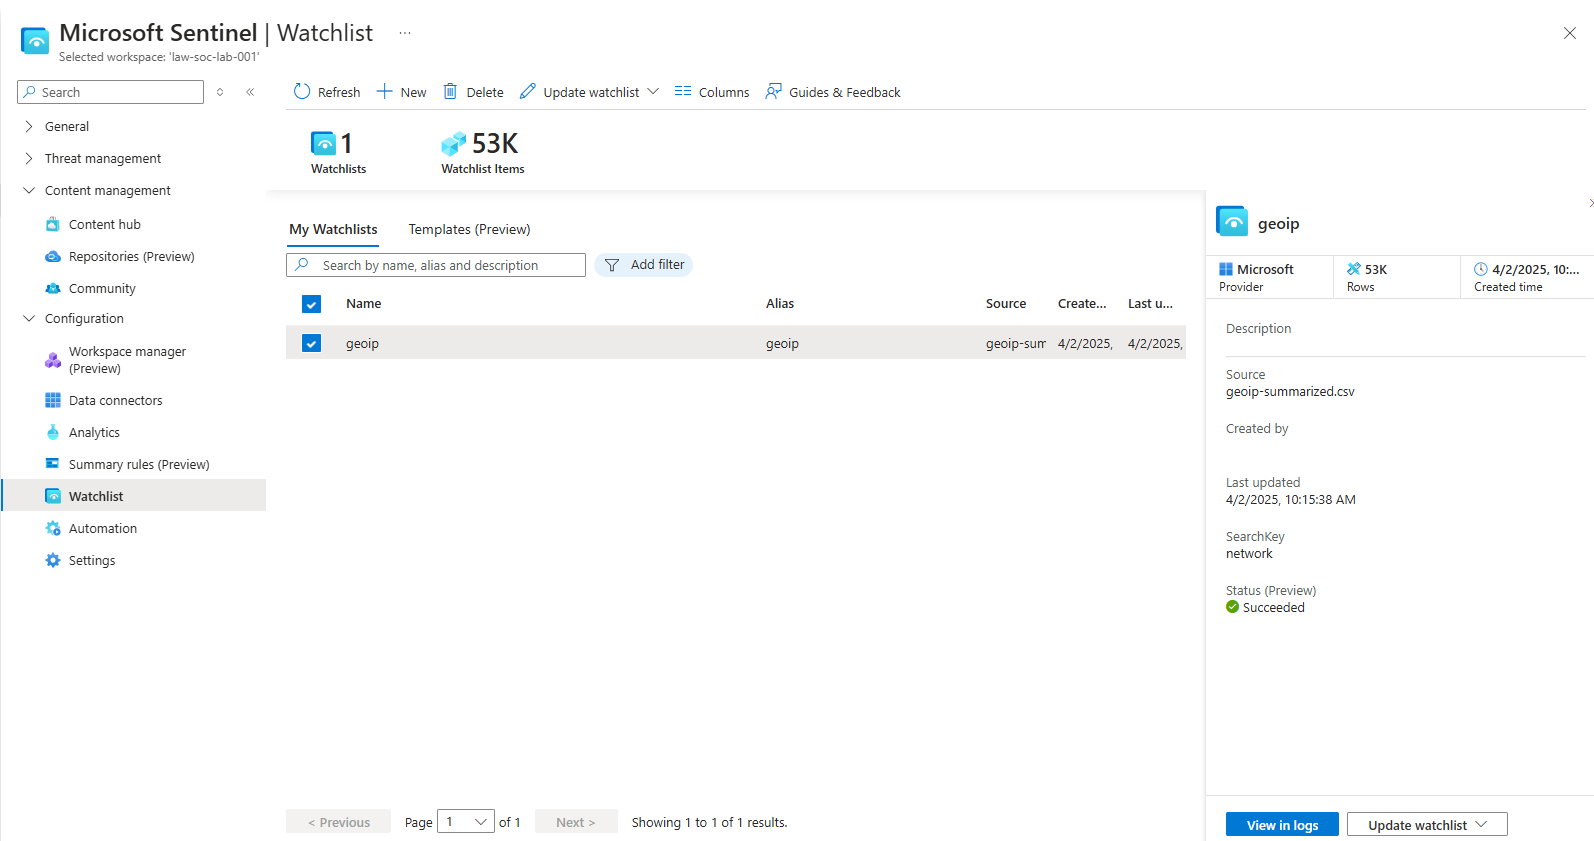 Microsoft Sentinel | Watchlist ...
Selected workspace: 'law-soc-lab-001'
Search
General
Threat management
Content management
Content hub
Repositories (Preview)
Community
Configuration
Workspace manager
(Preview)
Data connectors
Analytics
Summary rules (Preview)
Watchlist
Automation
Settings
Refresh New Delete Update watchlist Columns Guides & Feedback
1 53K
Watchlists Watchlist Items
My Watchlists Templates (Preview)
Search by name, alias and description Add filter
Name Alias Source Create... Last u...
geoip geoip geoip-sum 4/2/2025, 4/2/2025,
< Previous Page 1 of 1 Next > Showing 1 to 1 of 1 results.
geoip
Microsoft 53K 4/2/2025, 10:...
Provider Rows Created time
Description
Source
geoip-summarized.csv
Created by
Last updated
4/2/2025, 10:15:38 AM
SearchKey
network
Status (Preview)
Succeeded
View in logs Update watchlist